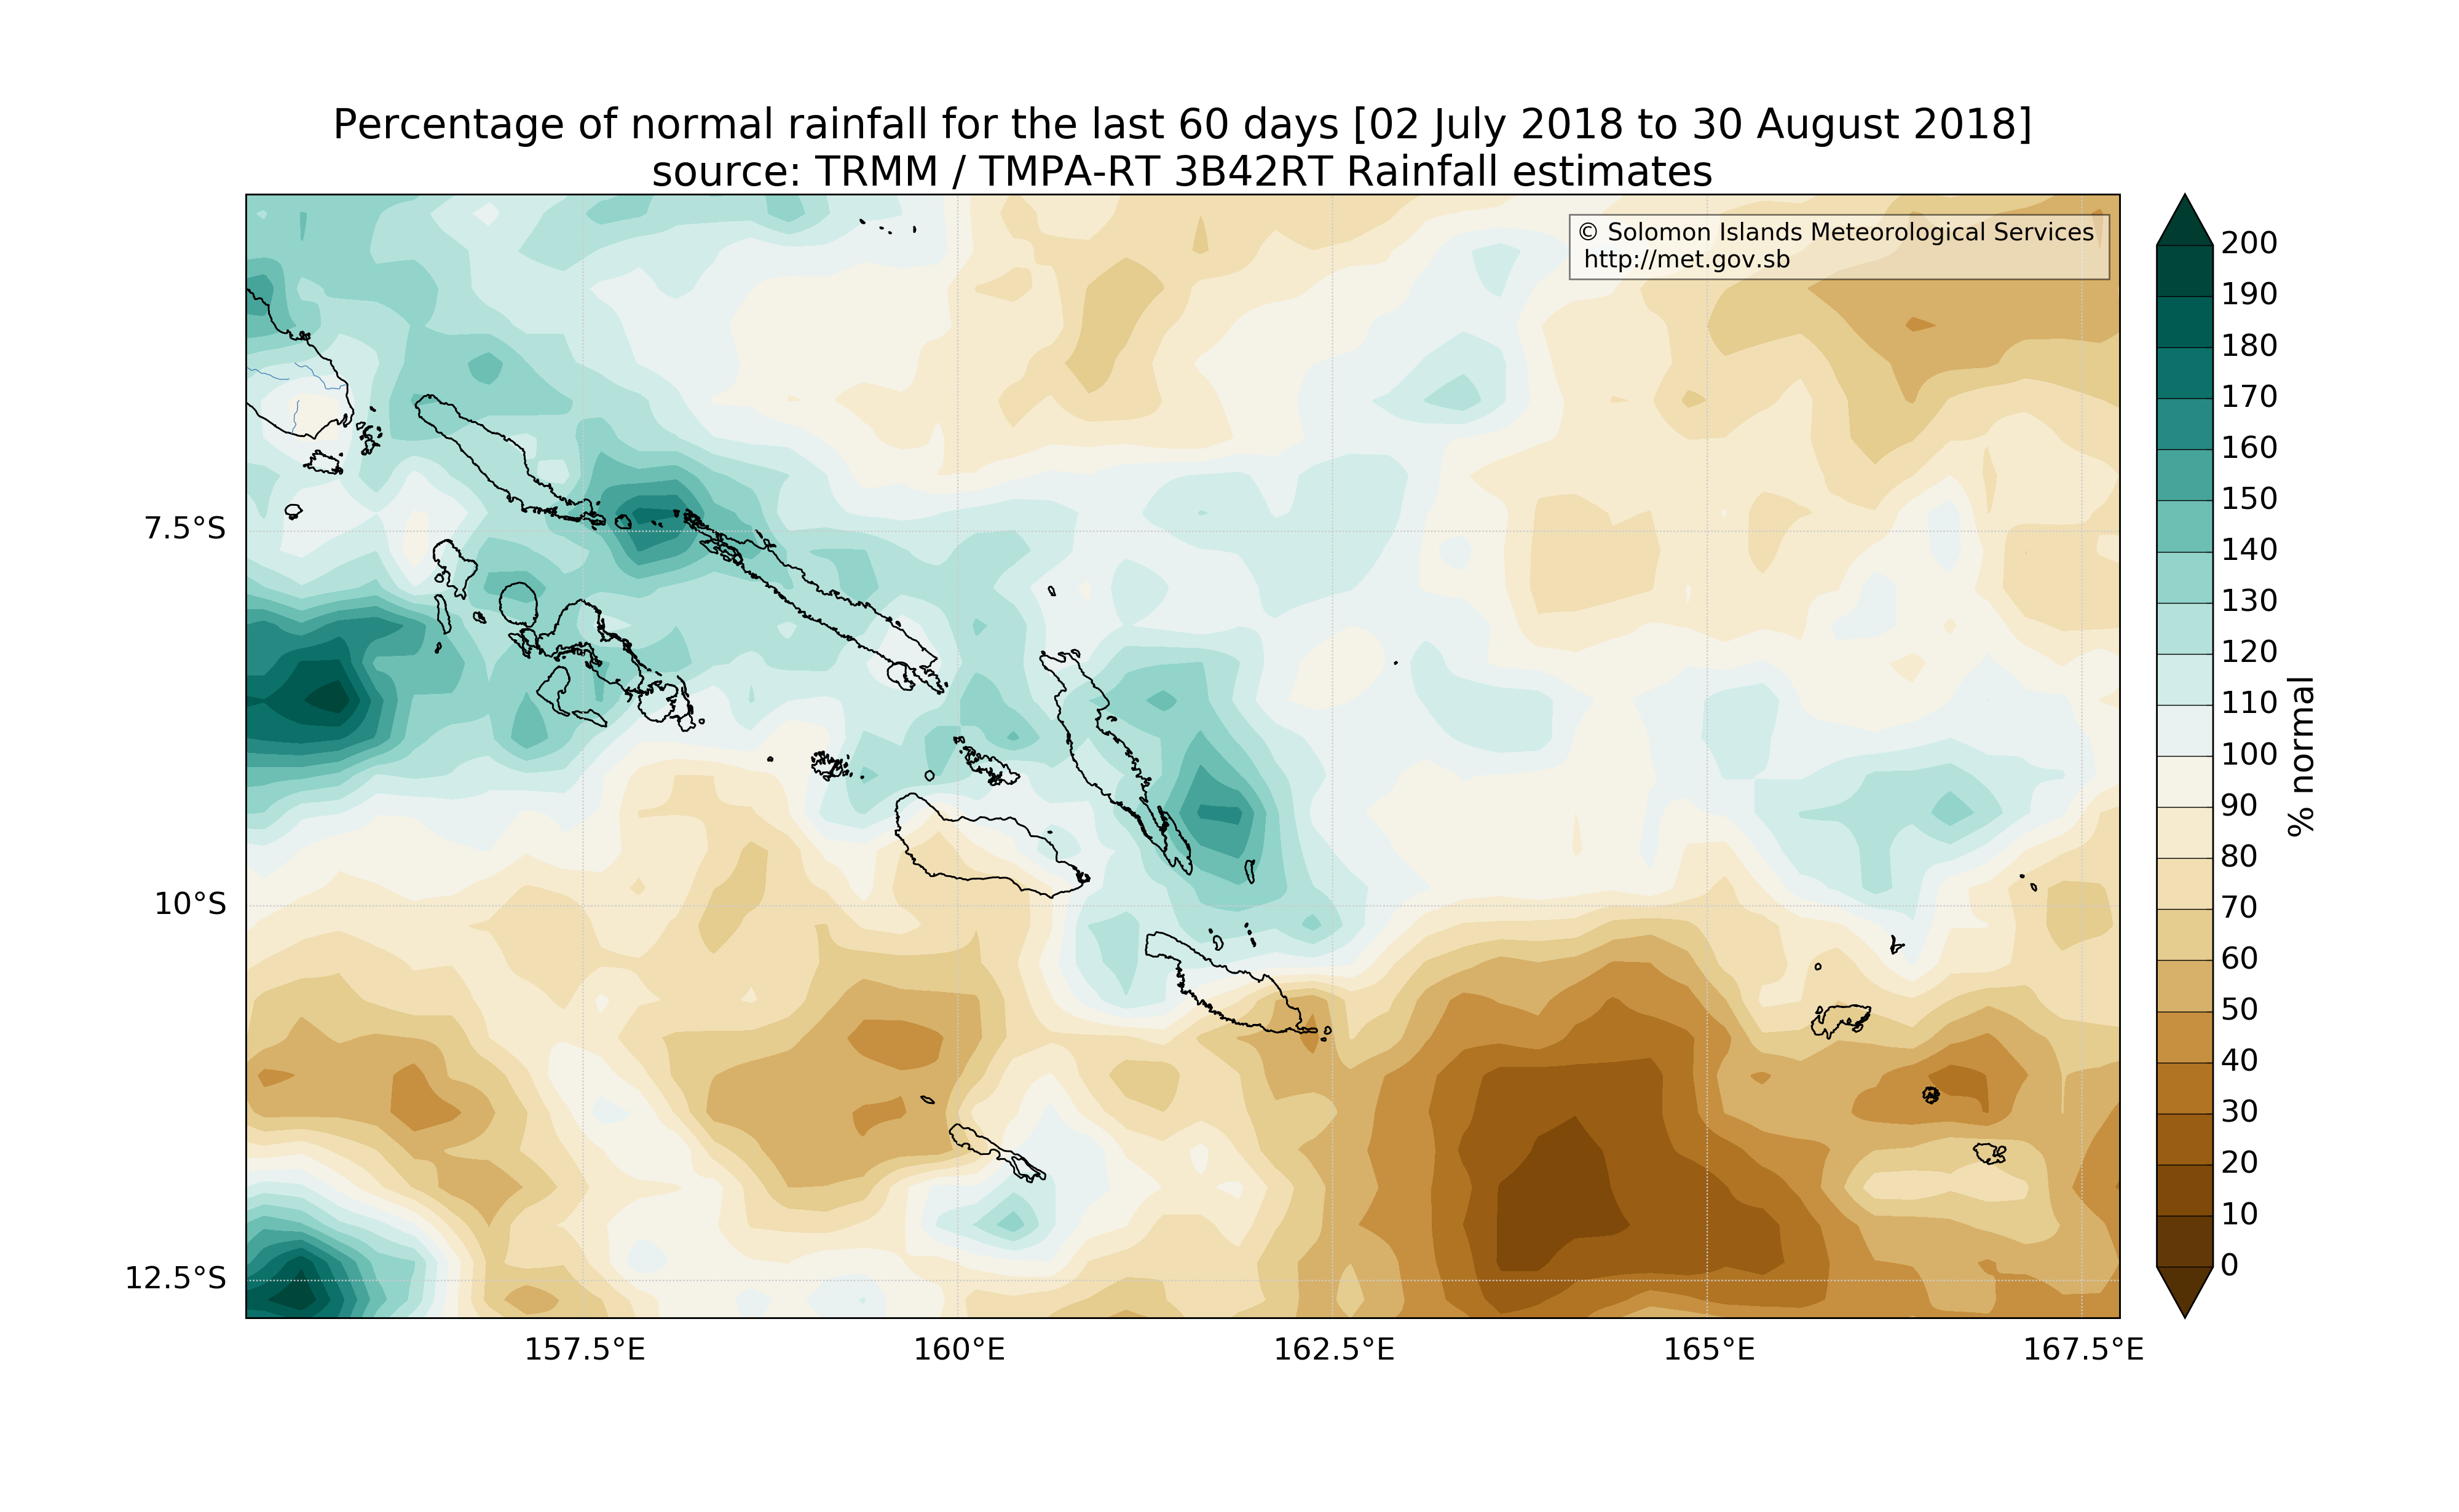 Percentage of normal rainfall for the last 60 days [02 July 2018 to 30 August 2018]
source: TRMM / TMPA-RT 3B42RT Rainfall estimates
© Solomon Islands Meteorological Services
http://met.gov.sb
7.5°S
10°S
12.5°S
157.5°E
160°E
162.5°E
165°E
167.5°E
200
190
180
170
160
150
140
130
120
110
100
90
80
70
60
50
40
30
20
10
0
% normal